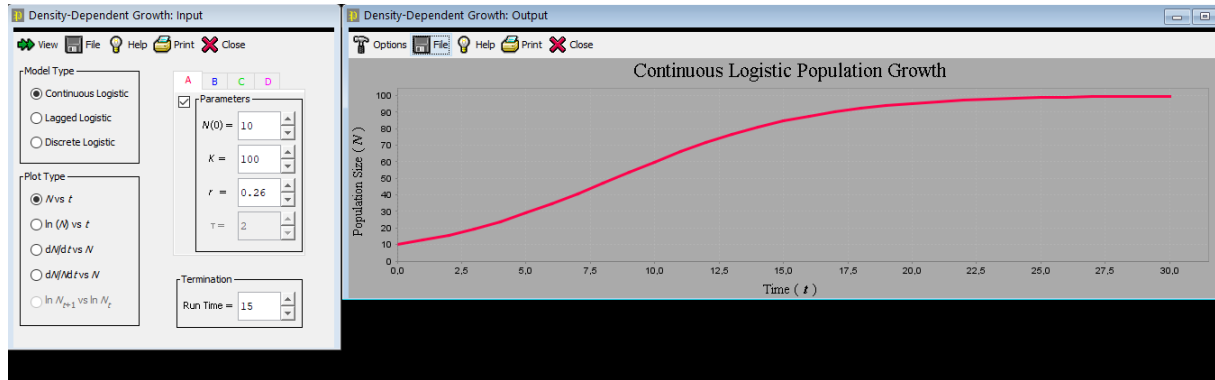 Density-Dependent Growth: Input
View File Help Print Close
Model Type
Continuous Logistic
Lagged Logistic
Discrete Logistic
Plot Type
N vs t
ln (N) vs t
dN/dt vs N
dN/Ndt vs N
ln Nt+1 vs ln Nt
A B C D
Parameters
N(0) = 10
K = 100
r = 0.26
T = 2
Termination
Run Time = 15
Density-Dependent Growth: Output
Options File Help Print Close
Continuous Logistic Population Growth
Population Size ( N )
100
90
80
70
60
50
40
30
20
10
0
0,0 2,5 5,0 7,5 10,0 12,5 15,0 17,5 20,0 22,5 25,0 27,5 30,0
Time ( t )